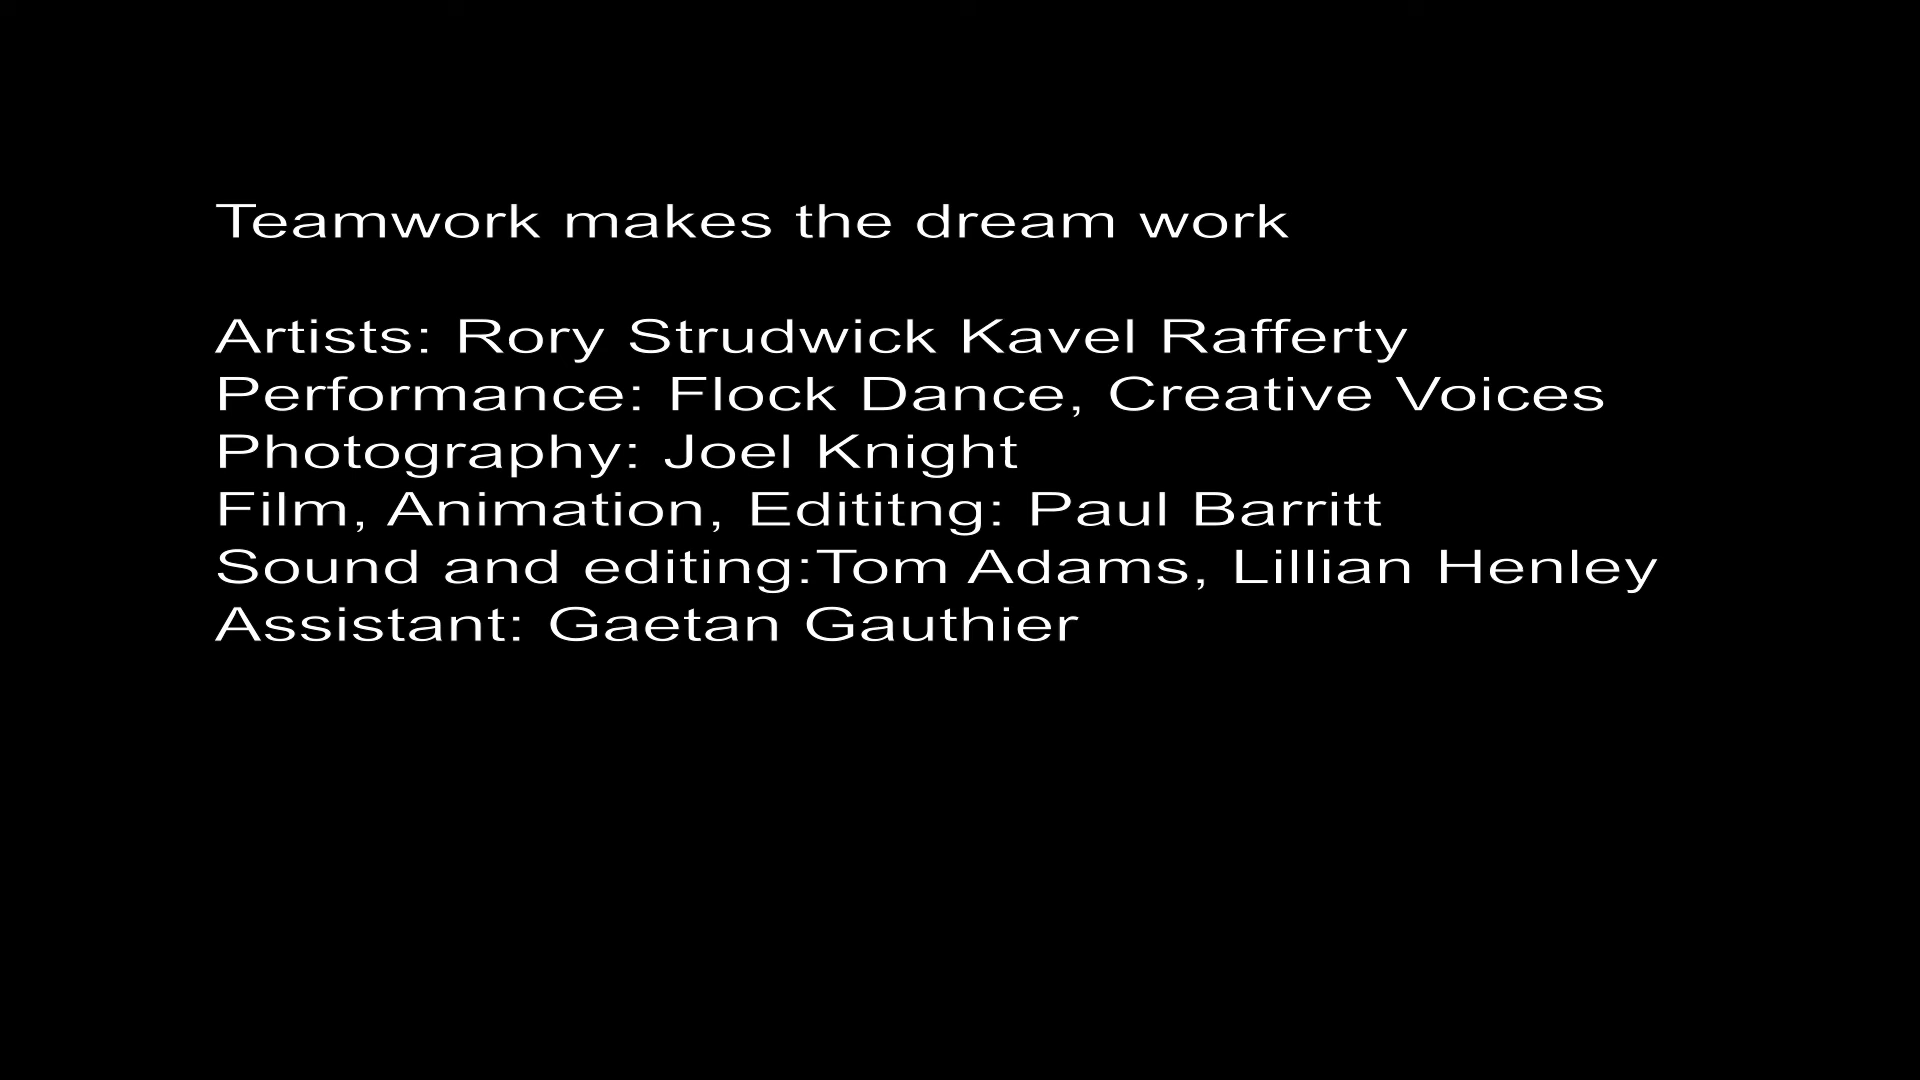 Teamwork makes the dream work
Artists: Rory Strudwick Kavel Rafferty
Performance: Flock Dance, Creative Voices
Photography: Joel Knight
Film, Animation, Edititng: Paul Barritt
Sound and editing:Tom Adams, Lillian Henley
Assistant: Gaetan Gauthier